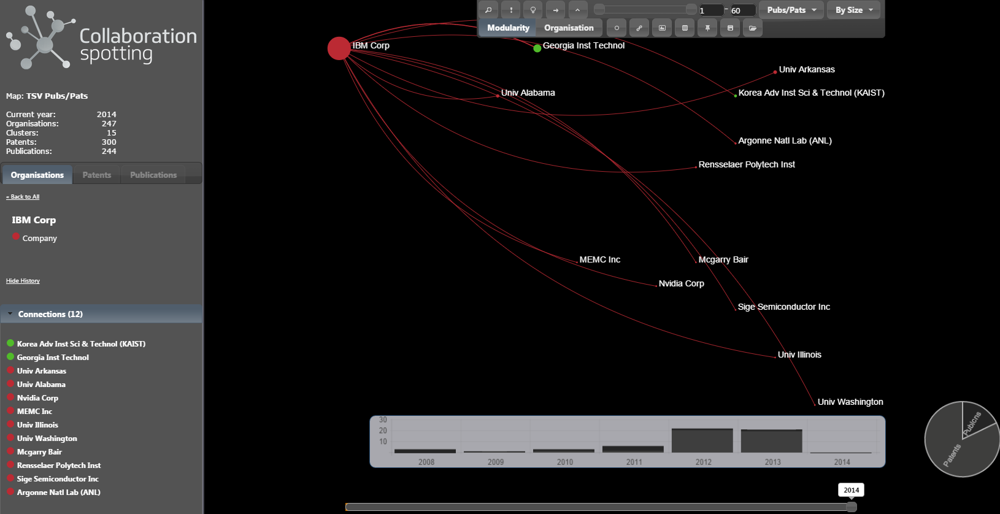 Collaboration
spotting
Map: TSV Pubs/Pats
Current year: 2014
Organisations: 247
Clusters: 15
Patents: 300
Publications: 244
Organisations Patents Publications
« Back to All
IBM Corp
Company
Hide History
Connections (12)
Korea Adv Inst Sci & Technol (KAIST)
Georgia Inst Technol
Univ Arkansas
Univ Alabama
Nvidia Corp
MEMC Inc
Univ Illinois
Univ Washington
Mcgarry Bair
Rensselaer Polytech Inst
Sige Semiconductor Inc
Argonne Natl Lab (ANL)
1 - 60 Pubs/Pats By Size
Modularity Organisation
IBM Corp
Georgia Inst Technol
Univ Arkansas
Univ Alabama
Korea Adv Inst Sci & Technol (KAIST)
Argonne Natl Lab (ANL)
Rensselaer Polytech Inst
MEMC Inc
Mcgarry Bair
Nvidia Corp
Sige Semiconductor Inc
Univ Illinois
Univ Washington
30
20
10
2008 2009 2010 2011 2012 2013 2014
Publcns
Patents
2014